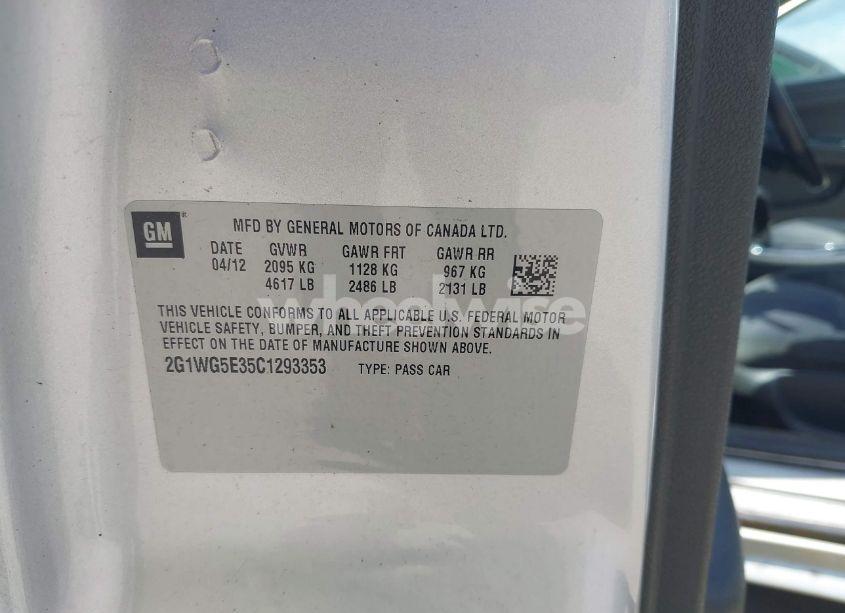 GM
MFD BY GENERAL MOTORS OF CANADA LTD.
DATE GVWR GAWR FRT GAWR RR
04/12 2095 KG 1128 KG 967 KG
4617 LB 2486 LB 2131 LB
wheelwise
THIS VEHICLE CONFORMS TO ALL APPLICABLE U.S. FEDERAL MOTOR
VEHICLE SAFETY, BUMPER, AND THEFT PREVENTION STANDARDS IN
EFFECT ON THE DATE OF MANUFACTURE SHOWN ABOVE.
2G1WG5E35C1293353 TYPE: PASS CAR